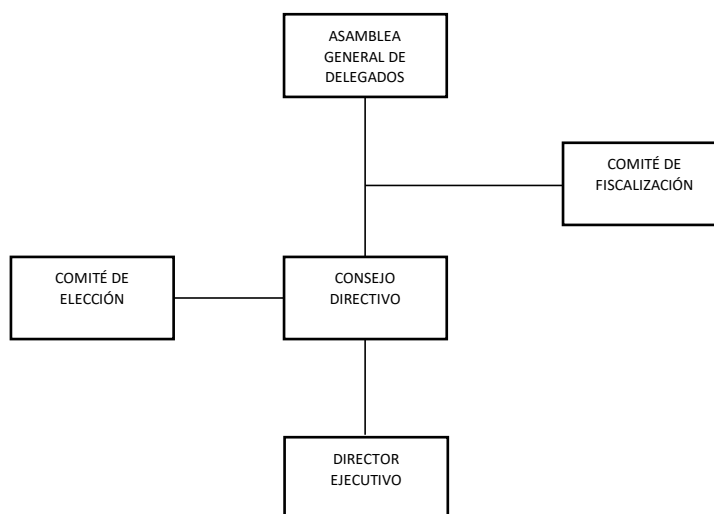 ASAMBLEA
GENERAL DE
DELEGADOS
COMITÉ DE
FISCALIZACIÓN
COMITÉ DE
ELECCIÓN
CONSEJO
DIRECTIVO
DIRECTOR
EJECUTIVO